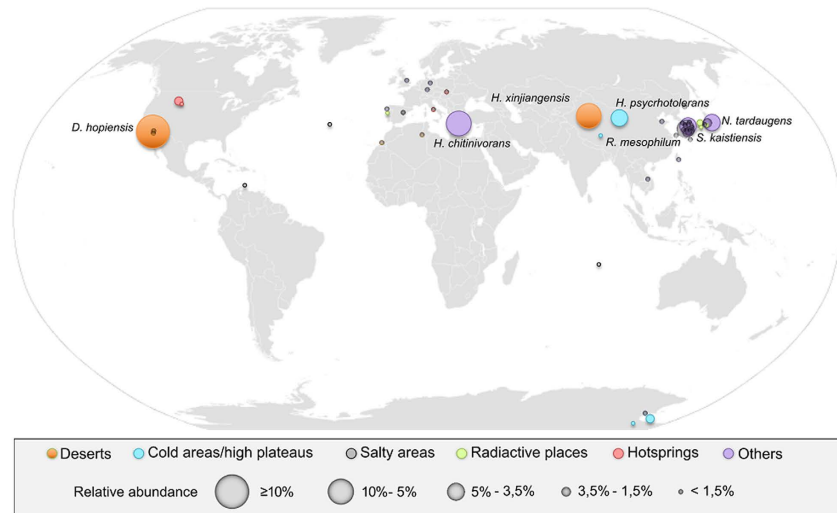 H. xinjiangensis
H. psycrhotolerans
D. hopiensis
N. tardaugens
H. chitinivorans
R. mesophilum
S. kaistiensis
Deserts Cold areas/high plateaus Salty areas Radiactive places Hotsprings Others
Relative abundance ≥10% 10%- 5% 5% - 3,5% 3,5% - 1,5% < 1,5%